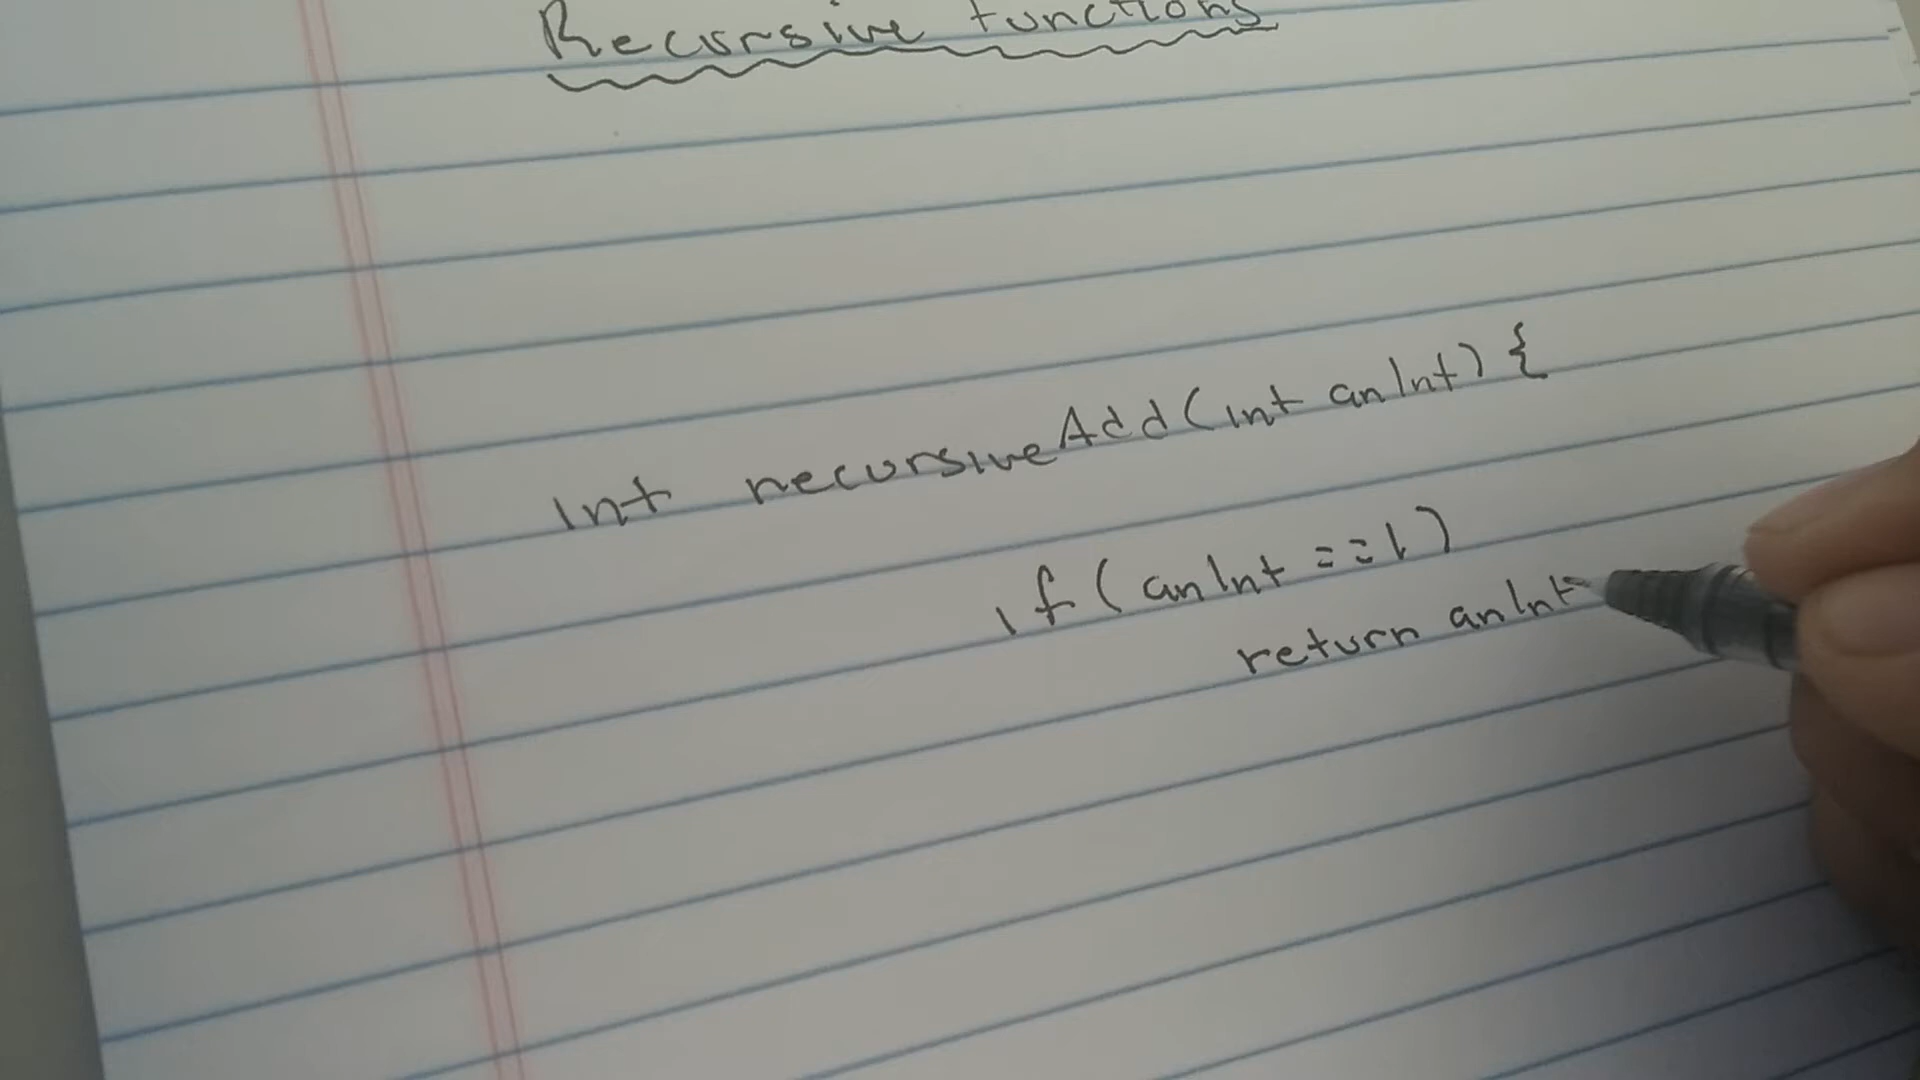 Recursive functions
int recursiveAdd(int anInt) {
if (anInt ==1)
return anInt